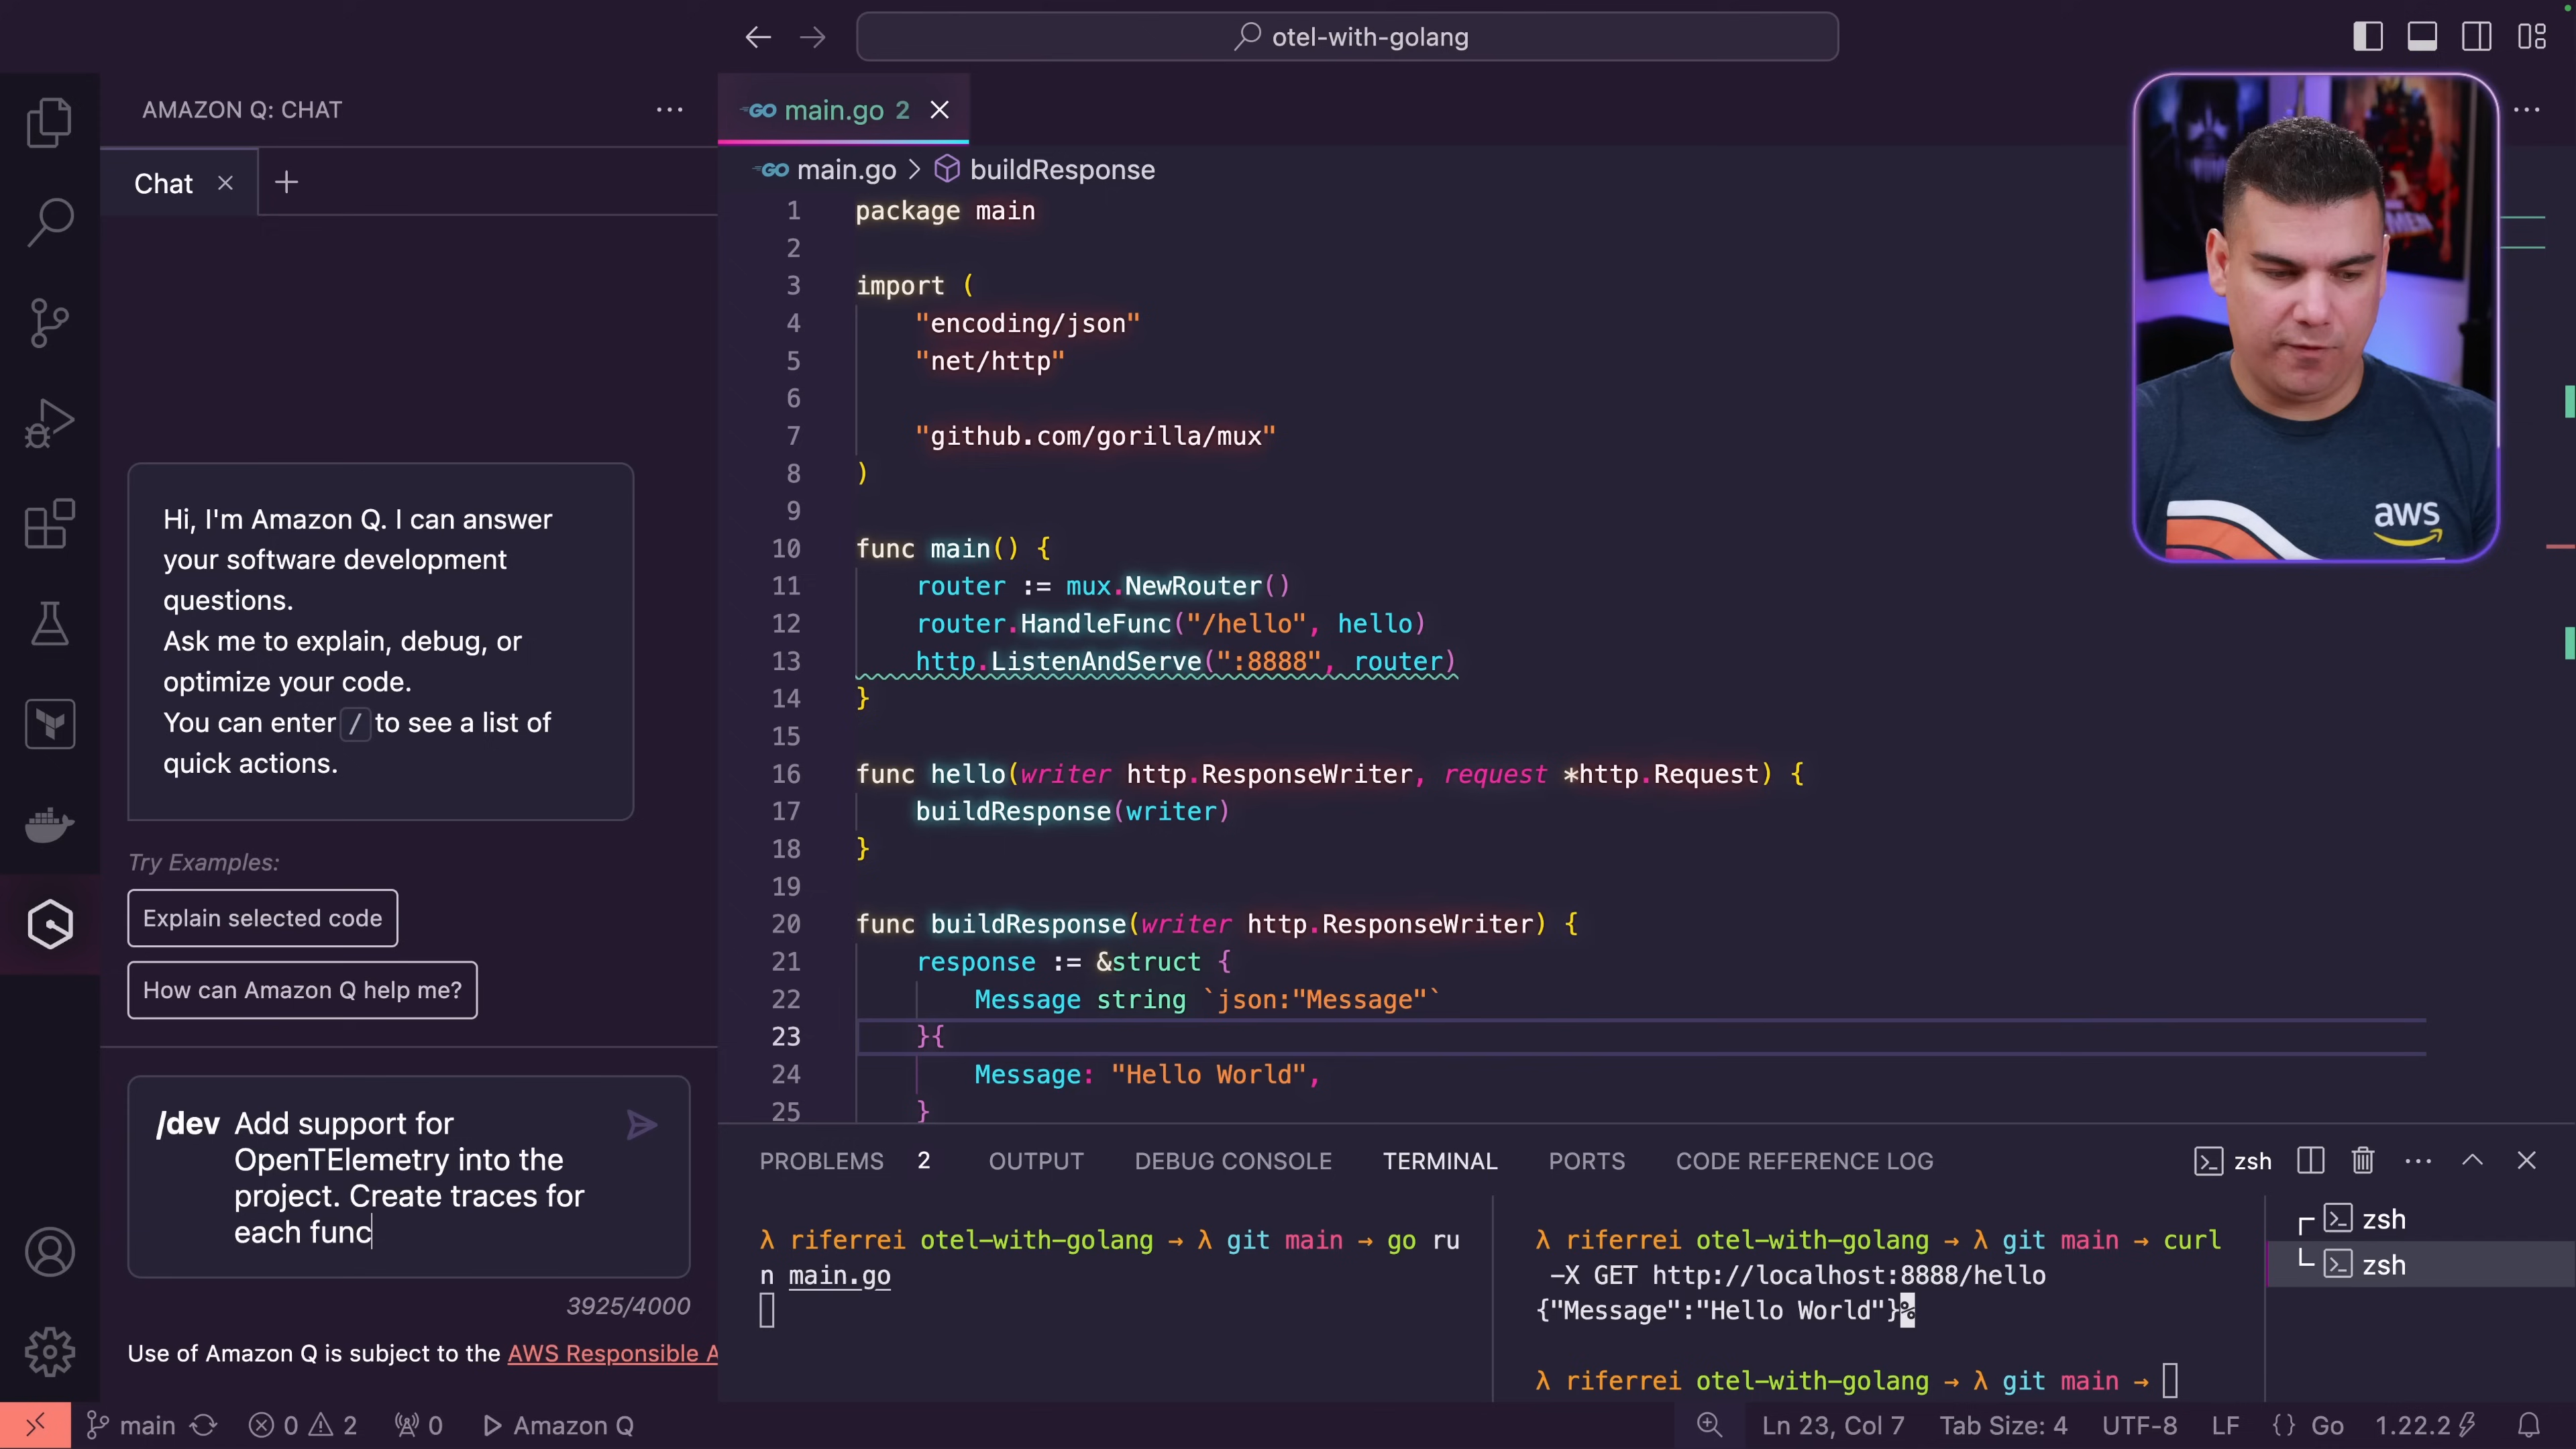 otel-with-golang
AMAZON Q: CHAT
Chat
Hi, I'm Amazon Q. I can answer
your software development
questions.
Ask me to explain, debug, or
optimize your code.
You can enter / to see a list of
quick actions.
Try Examples:
Explain selected code
How can Amazon Q help me?
/dev Add support for
OpenTElemetry into the
project. Create traces for
each func
3925/4000
Use of Amazon Q is subject to the AWS Responsible A
GO main.go 2
GO main.go > buildResponse
1 package main
2
3 import (
4 "encoding/json"
5 "net/http"
6
7 "github.com/gorilla/mux"
8 )
9
10 func main() {
11 router := mux.NewRouter()
12 router.HandleFunc("/hello", hello)
13 http.ListenAndServe(":8888", router)
14 }
15
16 func hello(writer http.ResponseWriter, request *http.Request) {
17 buildResponse(writer)
18 }
19
20 func buildResponse(writer http.ResponseWriter) {
21 response := &struct {
22 Message string `json:"Message"`
23 }{
24 Message: "Hello World",
25 }
aws
PROBLEMS 2 OUTPUT DEBUG CONSOLE TERMINAL PORTS CODE REFERENCE LOG zsh
λ riferrei otel-with-golang → λ git main → go ru
n main.go
λ riferrei otel-with-golang → λ git main → curl
-X GET http://localhost:8888/hello
{"Message":"Hello World"}%
λ riferrei otel-with-golang → λ git main →
zsh
zsh
main 0 2 0 Amazon Q Ln 23, Col 7 Tab Size: 4 UTF-8 LF {} Go 1.22.2